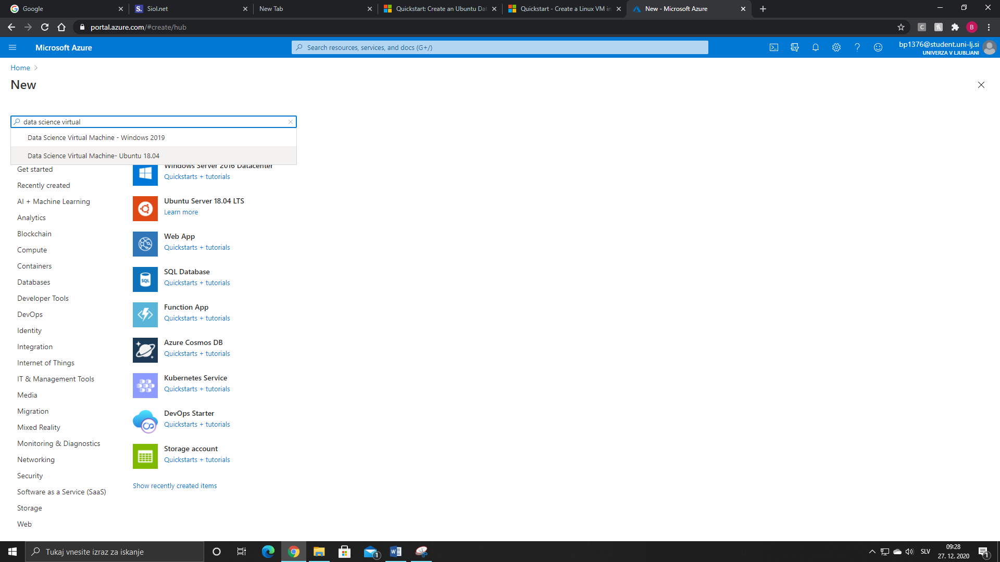 Google
Siol.net
New Tab
Quickstart: Create an Ubuntu Dat
Quickstart - Create a Linux VM in
New - Microsoft Azure
portal.azure.com/#create/hub
C
B
Microsoft Azure
Search resources, services, and docs (G+/)
bp1376@student.uni-lj.si
UNIVERZA V LJUBLJANI
Home
New
data science virtual
Data Science Virtual Machine - Windows 2019
Data Science Virtual Machine- Ubuntu 18.04
Get started
Recently created
AI + Machine Learning
Analytics
Blockchain
Compute
Containers
Databases
Developer Tools
DevOps
Identity
Integration
Internet of Things
IT & Management Tools
Media
Migration
Mixed Reality
Monitoring & Diagnostics
Networking
Security
Software as a Service (SaaS)
Storage
Web
Windows Server 2016 Datacenter
Quickstarts + tutorials
Ubuntu Server 18.04 LTS
Learn more
Web App
Quickstarts + tutorials
SQL
SQL Database
Quickstarts + tutorials
Function App
Quickstarts + tutorials
Azure Cosmos DB
Quickstarts + tutorials
Kubernetes Service
Quickstarts + tutorials
DevOps Starter
Quickstarts + tutorials
Storage account
Quickstarts + tutorials
Show recently created items
Tukaj vnesite izraz za iskanje
1
SLV
09:28
27. 12. 2020
1